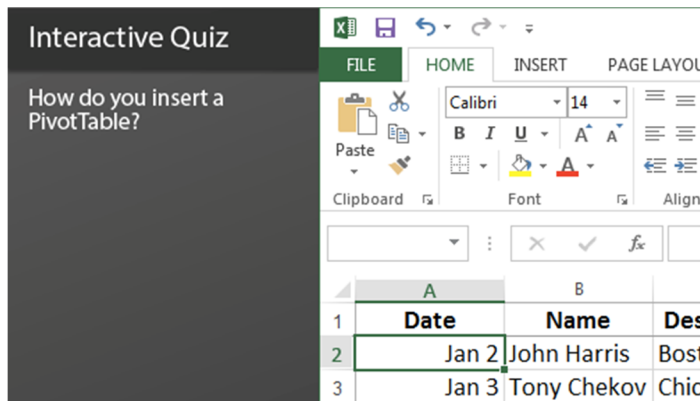 Interactive Quiz
How do you insert a
PivotTable?
FILE HOME INSERT PAGE LAYOU
Calibri 14
Paste
B I U A A
A
Clipboard Font Align
fx
A B
1 Date Name Des
2 Jan 2 John Harris Bost
3 Jan 3 Tony Chekov Chic